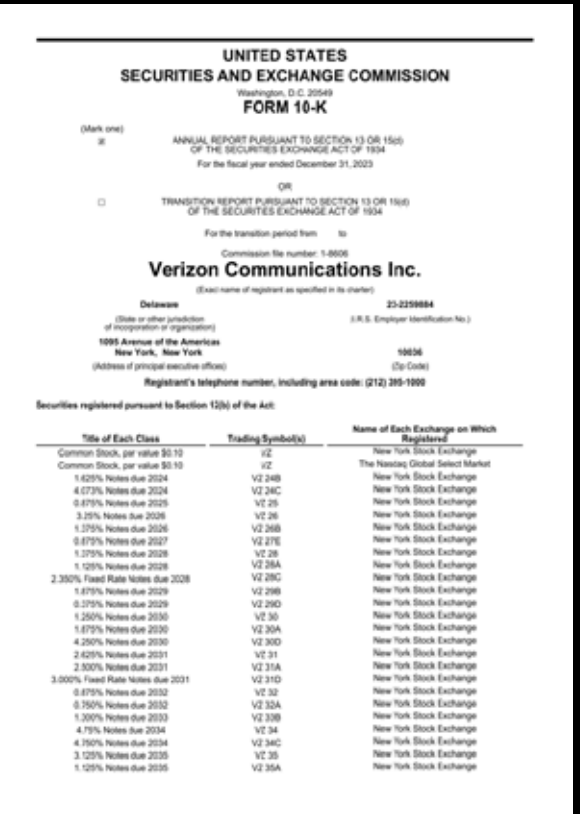 UNITED STATES
SECURITIES AND EXCHANGE COMMISSION
Washington, D.C. 20549
FORM 10-K
(Mark one)
☒ ANNUAL REPORT PURSUANT TO SECTION 13 OR 15(d)
OF THE SECURITIES EXCHANGE ACT OF 1934
For the fiscal year ended December 31, 2023
OR
☐ TRANSITION REPORT PURSUANT TO SECTION 13 OR 15(d)
OF THE SECURITIES EXCHANGE ACT OF 1934
For the transition period from to
Commission file number: 1-8606
Verizon Communications Inc.
(Exact name of registrant as specified in its charter)
Delaware 23-2259884
(State or other jurisdiction (I.R.S. Employer Identification No.)
of incorporation or organization)
1095 Avenue of the Americas
New York, New York 10036
(Address of principal executive offices) (Zip Code)
Registrant's telephone number, including area code: (212) 395-1000
Securities registered pursuant to Section 12(b) of the Act:
Name of Each Exchange on Which
Title of Each Class Trading Symbol(s) Registered
Common Stock, par value $0.10 VZ New York Stock Exchange
Common Stock, par value $0.10 VZ The Nasdaq Global Select Market
1.625% Notes due 2024 VZ 24B New York Stock Exchange
4.073% Notes due 2024 VZ 24C New York Stock Exchange
0.875% Notes due 2025 VZ 25 New York Stock Exchange
3.25% Notes due 2026 VZ 26 New York Stock Exchange
1.375% Notes due 2026 VZ 26B New York Stock Exchange
0.875% Notes due 2027 VZ 27E New York Stock Exchange
1.375% Notes due 2028 VZ 28 New York Stock Exchange
1.125% Notes due 2028 VZ 28A New York Stock Exchange
2.350% Fixed Rate Notes due 2028 VZ 28C New York Stock Exchange
1.875% Notes due 2029 VZ 29B New York Stock Exchange
0.375% Notes due 2029 VZ 29D New York Stock Exchange
1.250% Notes due 2030 VZ 30 New York Stock Exchange
1.875% Notes due 2030 VZ 30A New York Stock Exchange
4.250% Notes due 2030 VZ 30D New York Stock Exchange
2.625% Notes due 2031 VZ 31 New York Stock Exchange
2.500% Notes due 2031 VZ 31A New York Stock Exchange
3.000% Fixed Rate Notes due 2031 VZ 31D New York Stock Exchange
0.875% Notes due 2032 VZ 32 New York Stock Exchange
0.750% Notes due 2032 VZ 32A New York Stock Exchange
1.300% Notes due 2033 VZ 33B New York Stock Exchange
4.75% Notes due 2034 VZ 34 New York Stock Exchange
4.750% Notes due 2034 VZ 34C New York Stock Exchange
3.125% Notes due 2035 VZ 35 New York Stock Exchange
1.125% Notes due 2035 VZ 35A New York Stock Exchange